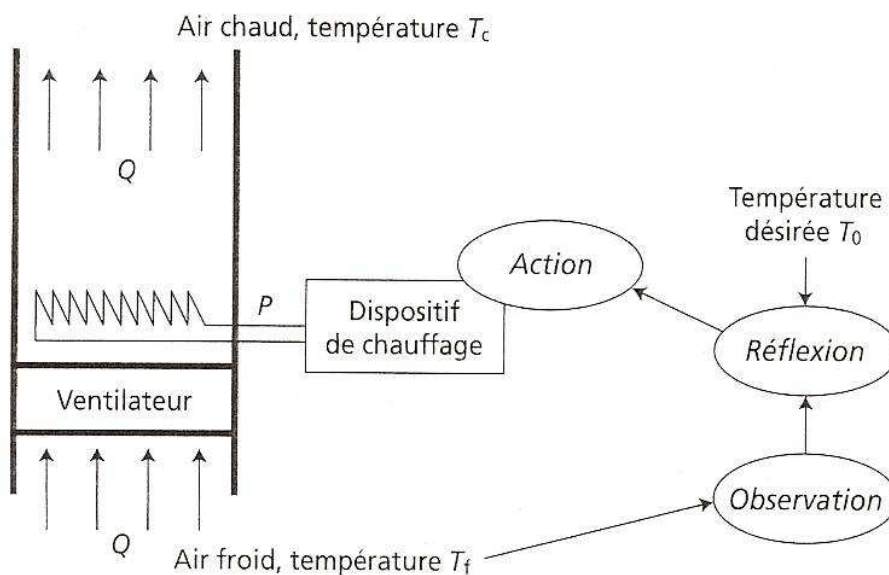 Air chaud, température Tc
Q
Température
désirée T0
Action
P
Dispositif
de chauffage
Réflexion
Ventilateur
Observation
Q
Air froid, température Tf